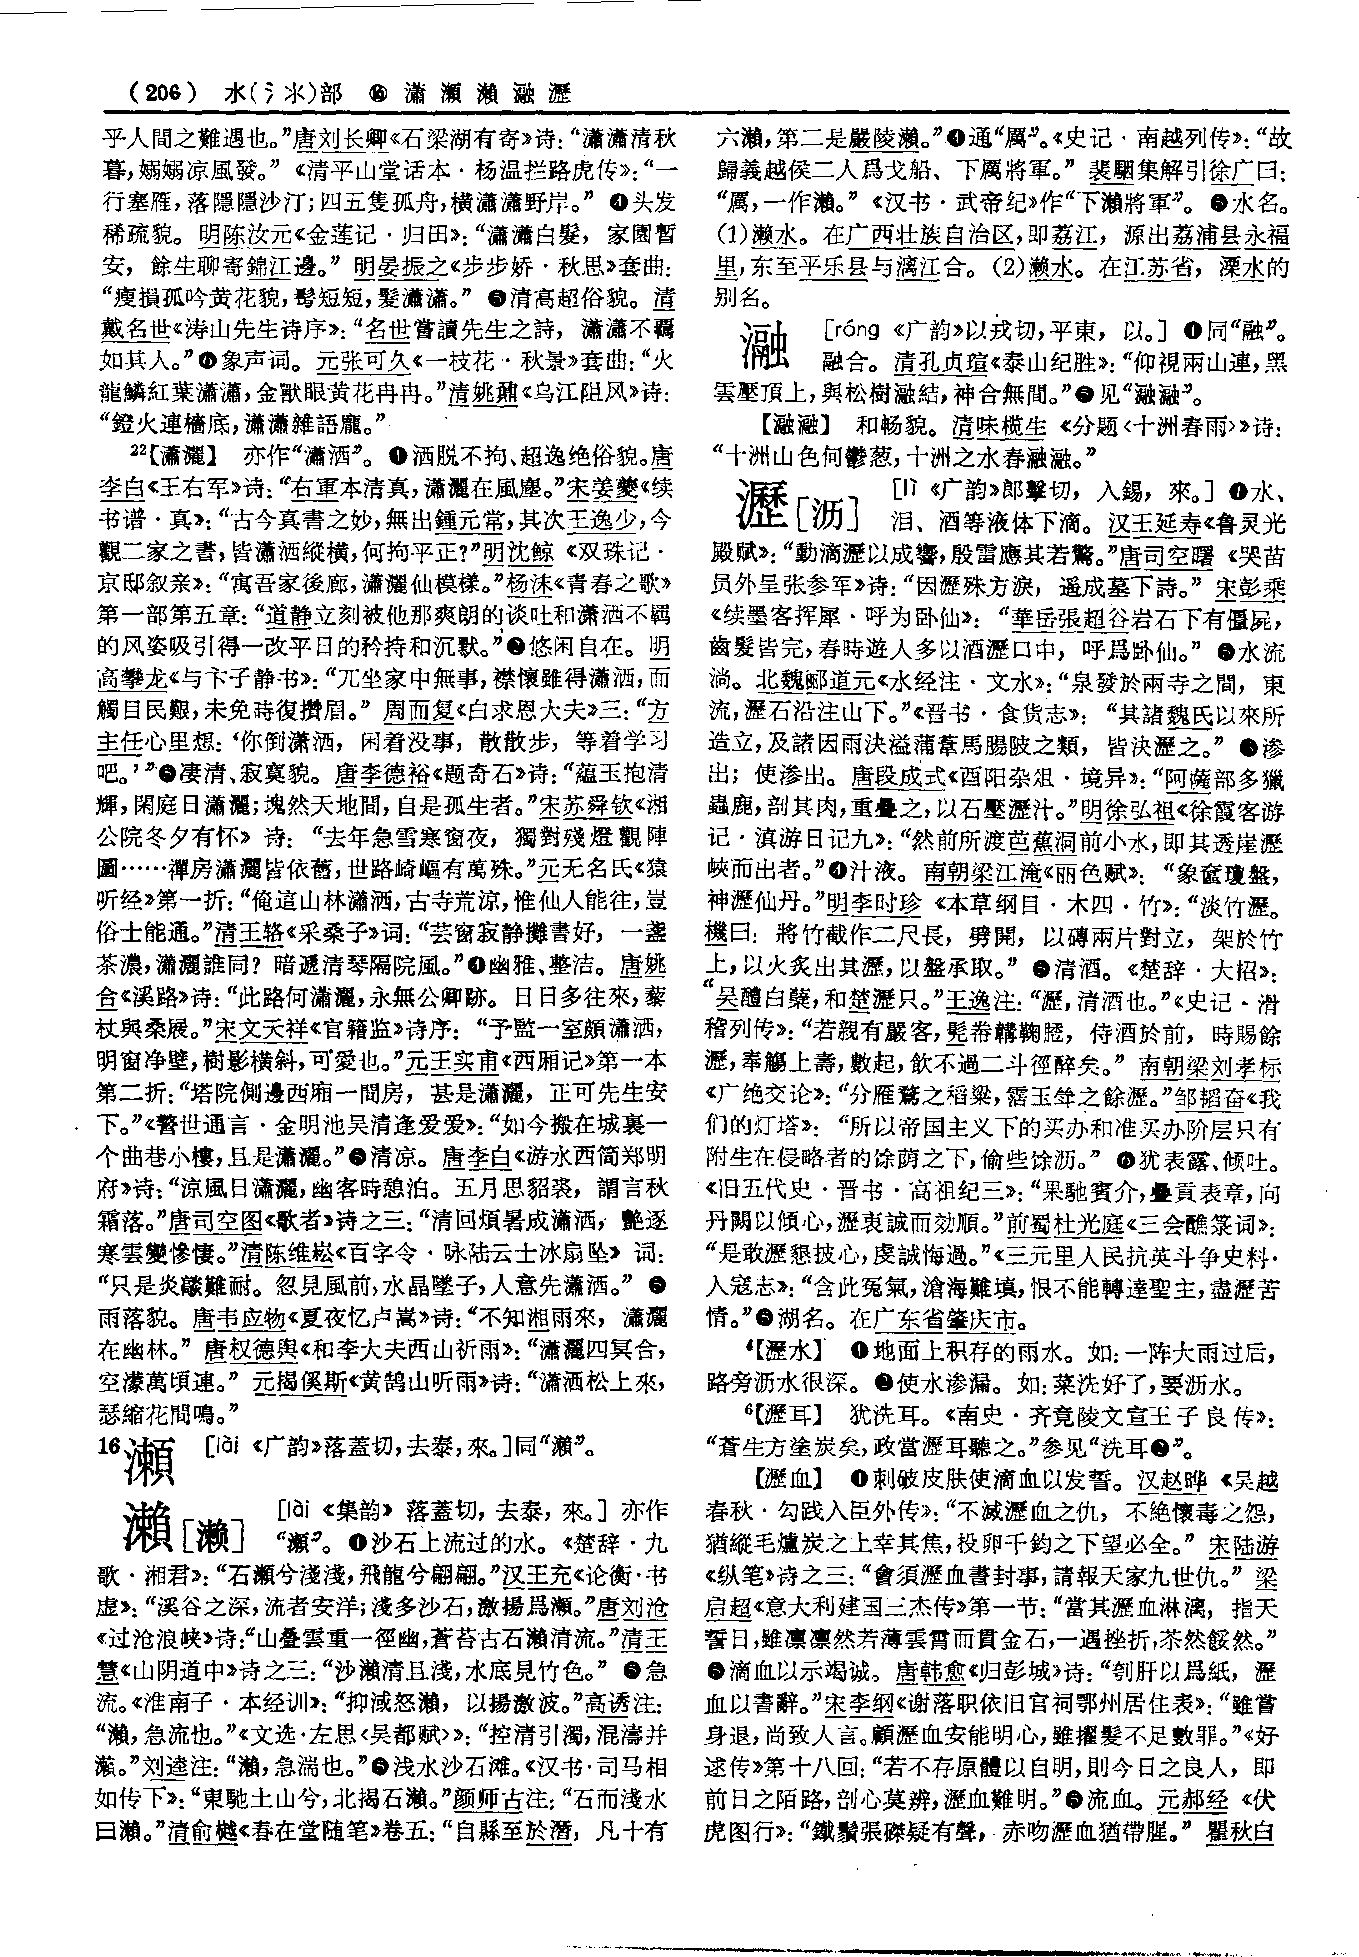 （206） 水(氵氺)部 ⑯ 瀟瀬瀨瀜瀝
乎人間之難遇也。”唐刘长卿《石梁湖有寄》诗：“瀟瀟清秋
暮，嫋嫋凉風發。”《清平山堂话本·杨温拦路虎传》：“一
行塞雁，落隱隱沙汀；四五隻孤舟，横瀟瀟野岸。” ❹头发
稀疏貌。明陈汝元《金莲记·归田》：“瀟瀟白髮，家園暫
安，餘生聊寄錦江邊。”明晏振之《步步娇·秋思》套曲：
“瘦損孤吟黄花貌，鬂短短，髮瀟瀟。” ❺清高超俗貌。清
戴名世《涛山先生诗序》：“名世嘗讀先生之詩，瀟瀟不羈
如其人。”❻象声词。元张可久《一枝花·秋景》套曲：“火
龍鱗紅葉瀟瀟，金獸眼黄花冉冉。”清姚鼐《乌江阻风》诗：
“鐙火連檣底，瀟瀟雜語龐。”
22【瀟灑】 亦作“瀟洒”。❶洒脱不拘、超逸绝俗貌。唐
李白《王右军》诗：“右軍本清真，瀟灑在風塵。”宋姜夔《续
书谱·真》：“古今真書之妙，無出鍾元常，其次王逸少，今
觀二家之書，皆瀟洒縱横，何拘平正？”明沈鲸《双珠记·
京邸叙亲》：“寓吾家後廊，瀟灑仙模樣。”杨沫《青春之歌》
第一部第五章：“道静立刻被他那爽朗的谈吐和潇洒不羁
的风姿吸引得一改平日的矜持和沉默。”❷悠闲自在。明
高攀龙《与卞子静书》：“兀坐家中無事，襟懷雖得瀟洒，而
觸目民艱，未免時復攢眉。”周而复《白求恩大夫》三：“方
主任心里想：‘你倒潇洒，闲着没事，散散步，等着学习
吧。’”❸凄清、寂寞貌。唐李德裕《题奇石》诗：“藴玉抱清
輝，閑庭日瀟灑；塊然天地間，自是孤生者。”宋苏舜钦《湘
公院冬夕有怀》诗：“去年急雪寒窗夜，獨對殘燈觀陣
圖……禪房瀟灑皆依舊，世路崎嶇有萬殊。”元无名氏《猿
听经》第一折：“俺這山林瀟洒，古寺荒凉，惟仙人能往，豈
俗士能通。”清王辂《采桑子》词：“芸窗寂静攤書好，一盞
茶濃，瀟灑誰同？暗遞清琴隔院風。”❹幽雅、整洁。唐姚
合《溪路》诗：“此路何瀟灑，永無公卿跡。日日多往來，藜
杖與桑屐。”宋文天祥《官籍监》诗序：“予監一室頗瀟洒，
明窗净壁，樹影横斜，可愛也。”元王实甫《西厢记》第一本
第二折：“塔院側邊西廂一間房，甚是瀟灑，正可先生安
下。”《警世通言·金明池吴清逢爱爱》：“如今搬在城裏一
个曲巷小樓，且是瀟灑。”❺清凉。唐李白《游水西简郑明
府》诗：“涼風日瀟灑，幽客時憩泊。五月思貂裘，謂言秋
霜落。”唐司空图《歌者》诗之三：“清回煩暑成瀟洒，艷逐
寒雲變慘悽。”清陈维崧《百字令·咏陆云士冰扇坠》词：
“只是炎歊難耐。忽見風前，水晶墜子，人意先瀟洒。” ❻
雨落貌。唐韦应物《夏夜忆卢嵩》诗：“不知湘雨來，瀟灑
在幽林。”唐权德舆《和李大夫西山祈雨》：“瀟灑四冥合，
空濛萬頃連。”元揭傒斯《黄鹄山听雨》诗：“瀟洒松上來，
瑟縮花間鳴。”
16瀬 [lài《广韵》落蓋切，去泰，來。]同“瀨”。
瀨[濑] [lài《集韵》落蓋切，去泰，來。]亦作
“瀬”。❶沙石上流过的水。《楚辞·九
歌·湘君》：“石瀨兮淺淺，飛龍兮翩翩。”汉王充《论衡·书
虚》：“溪谷之深，流者安洋；淺多沙石，激揚爲瀨。”唐刘沧
《过沧浪峡》诗：“山叠雲重一徑幽，蒼苔古石瀨清流。”清王
慧《山阴道中》诗之三：“沙瀨清且淺，水底見竹色。” ❷急
流。《淮南子·本经训》：“抑減怒瀨，以揚激波。”高诱注：
“瀨，急流也。”《文选·左思〈吴都赋〉》：“控清引濁，混濤并
瀨。”刘逵注：“瀨，急湍也。”❸浅水沙石滩。《汉书·司马相
如传下》：“東馳土山兮，北揭石瀨。”颜师古注：“石而淺水
曰瀨。”清俞樾《春在堂随笔》卷五：“自縣至於潛，凡十有
六瀨，第二是嚴陵瀨。”❹通“厲”。《史记·南越列传》：“故
歸義越侯二人爲戈船、下厲將軍。”裴駰集解引徐广曰：
“厲，一作瀨。”《汉书·武帝纪》作“下瀨將軍”。❺水名。
(1)濑水。在广西壮族自治区，即荔江，源出荔浦县永福
里，东至平乐县与漓江合。(2)濑水。在江苏省，溧水的
别名。
瀜 [róng《广韵》以戎切，平東，以。]❶同“融”。
融合。清孔贞瑄《泰山纪胜》：“仰視兩山連，黑
雲壓頂上，與松樹瀜結，神合無間。”❷见“瀜瀜”。
【瀜瀜】 和畅貌。清味榄生《分题〈十洲春雨〉》诗：
“十洲山色何鬱葱，十洲之水春瀜瀜。”
瀝[沥] [lì《广韵》郎擊切，入錫，來。]❶水、
泪、酒等液体下滴。汉王延寿《鲁灵光
殿赋》：“動滴瀝以成響，殷雷應其若驚。”唐司空曙《哭苗
员外呈张参军》诗：“因瀝殊方淚，遥成墓下詩。”宋彭乘
《续墨客挥犀·呼为卧仙》：“華岳張超谷岩石下有僵屍，
齒髮皆完，春時遊人多以酒瀝口中，呼爲卧仙。” ❷水流
淌。北魏郦道元《水经注·文水》：“泉發於兩寺之間，東
流，瀝石沿注山下。”《晋书·食货志》：“其諸魏氏以來所
造立，及諸因雨決溢蒲葦馬腸陂之類，皆決瀝之。” ❸渗
出；使渗出。唐段成式《酉阳杂俎·境异》：“阿薩部多獵
蟲鹿，剖其肉，重疊之，以石壓瀝汁。”明徐弘祖《徐霞客游
记·滇游日记九》：“然前所渡芭蕉洞前小水，即其透崖瀝
峽而出者。”❹汁液。南朝梁江淹《丽色赋》：“象奩瓊盤，
神瀝仙丹。”明李时珍《本草纲目·木四·竹》：“淡竹瀝。
機曰：將竹截作二尺長，劈開，以磚兩片對立，架於竹
上，以火炙出其瀝，以盤承取。” ❺清酒。《楚辞·大招》：
“吴醴白櫱，和楚瀝只。”王逸注：“瀝，清酒也。”《史记·滑
稽列传》：“若親有嚴客，髡帣韝鞠䠆，侍酒於前，時賜餘
瀝，奉觴上壽，數起，飲不過二斗徑醉矣。”南朝梁刘孝标
《广绝交论》：“分雁鶩之稻粱，霑玉斝之餘瀝。”邹韬奋《我
们的灯塔》：“所以帝国主义下的买办和准买办阶层只有
附生在侵略者的馀荫之下，偷些馀沥。” ❻犹表露、倾吐。
《旧五代史·晋书·高祖纪三》：“果馳賓介，疊貢表章，向
丹闕以傾心，瀝衷誠而効順。”前蜀杜光庭《三会醮箓词》：
“是敢瀝懇披心，虔誠悔過。”《三元里人民抗英斗争史料·
入寇志》：“含此冤氣，滄海難填，恨不能轉達聖主，盡瀝苦
情。”❼湖名。在广东省肇庆市。
4【瀝水】 ❶地面上积存的雨水。如：一阵大雨过后，
路旁沥水很深。❷使水渗漏。如：菜洗好了，要沥水。
6【瀝耳】 犹洗耳。《南史·齐竟陵文宣王子良传》：
“蒼生方塗炭矣，政當瀝耳聽之。”参见“洗耳❷”。
【瀝血】 ❶刺破皮肤使滴血以发誓。汉赵晔《吴越
春秋·勾践入臣外传》：“不滅瀝血之仇，不絶懷毒之怨，
猶縱毛爐炭之上幸其焦，投卵千鈞之下望必全。”宋陆游
《纵笔》诗之三：“會須瀝血書封事，請報天家九世仇。”梁
启超《意大利建国三杰传》第一节：“當其瀝血淋漓，指天
誓日，雖凛凛然若薄雲霄而貫金石，一遇挫折，苶然餒然。”
❷滴血以示竭诚。唐韩愈《归彭城》诗：“刳肝以爲紙，瀝
血以書辭。”宋李纲《谢落职依旧官祠鄂州居住表》：“雖嘗
身退，尚致人言。顧瀝血安能明心，雖擢髮不足數罪。”《好
逑传》第十八回：“若不存原體以自明，則今日之良人，即
前日之陌路，剖心莫辨，瀝血難明。”❸流血。元郝经《伏
虎图行》：“鐵鬚張磔疑有聲，赤吻瀝血猶帶腥。”瞿秋白